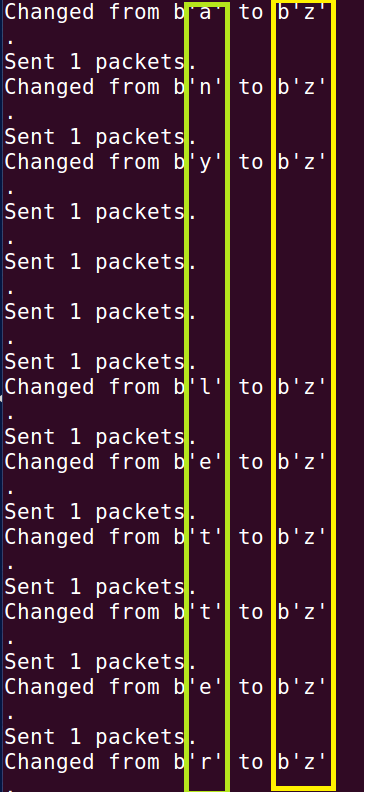 Changed from b'a' to b'z'
.
Sent 1 packets.
Changed from b'n' to b'z'
.
Sent 1 packets.
Changed from b'y' to b'z'
.
Sent 1 packets.
.
Sent 1 packets.
.
Sent 1 packets.
.
Sent 1 packets.
Changed from b'l' to b'z'
.
Sent 1 packets.
Changed from b'e' to b'z'
.
Sent 1 packets.
Changed from b't' to b'z'
.
Sent 1 packets.
Changed from b't' to b'z'
.
Sent 1 packets.
Changed from b'e' to b'z'
.
Sent 1 packets.
Changed from b'r' to b'z'
.